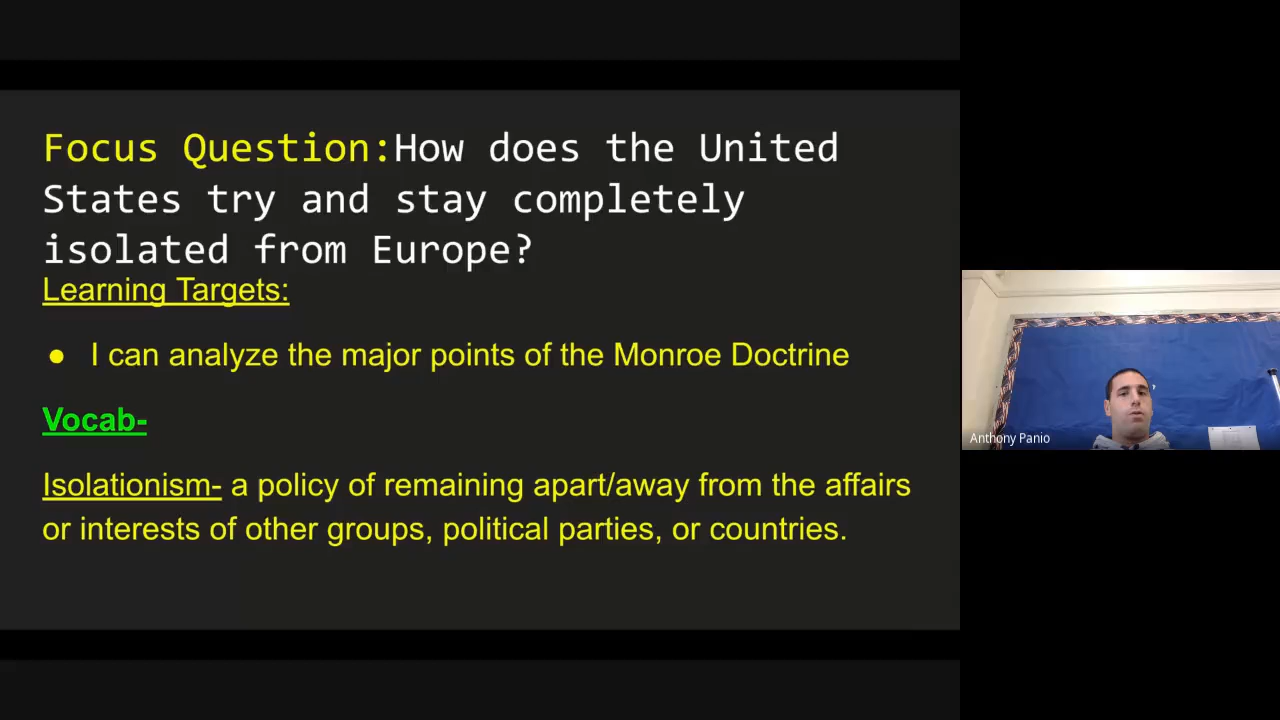 Focus Question:How does the United
States try and stay completely
isolated from Europe?
Learning Targets:
● I can analyze the major points of the Monroe Doctrine
Vocab-
Isolationism- a policy of remaining apart/away from the affairs
or interests of other groups, political parties, or countries.
Anthony Panio